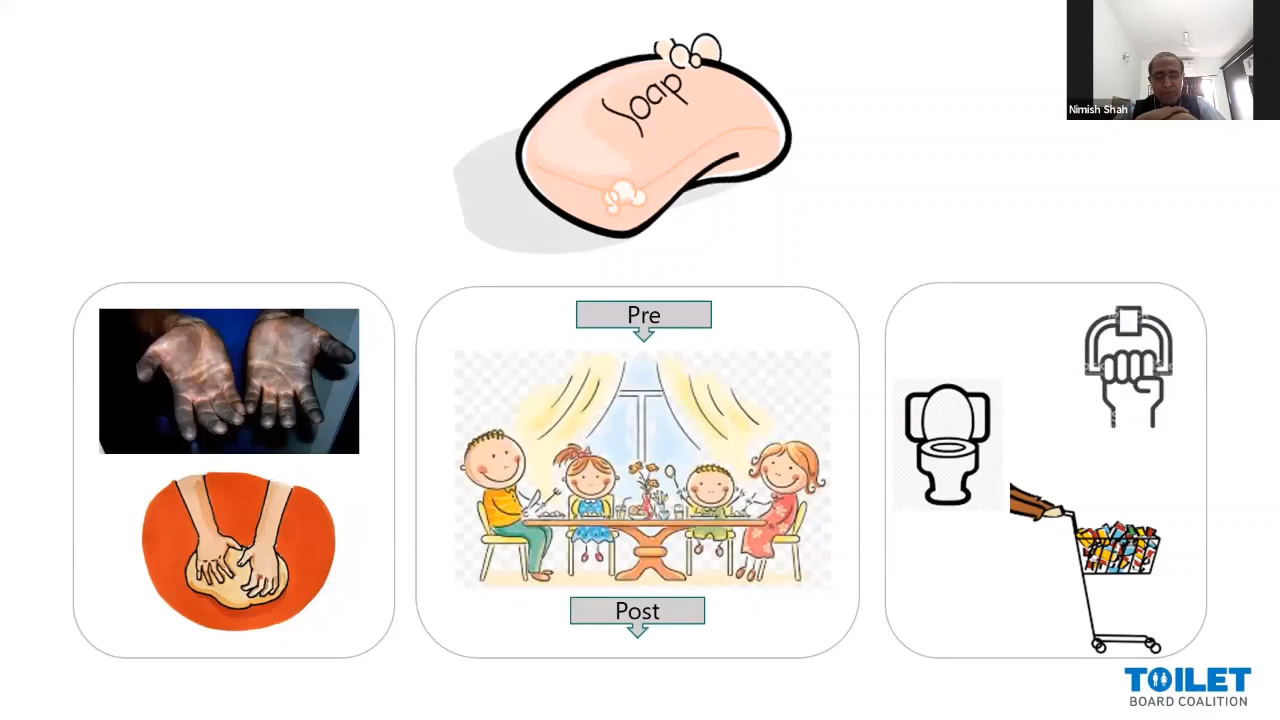 Soap
Nimish Shah
Pre
Post
TOILET
BOARD COALITION